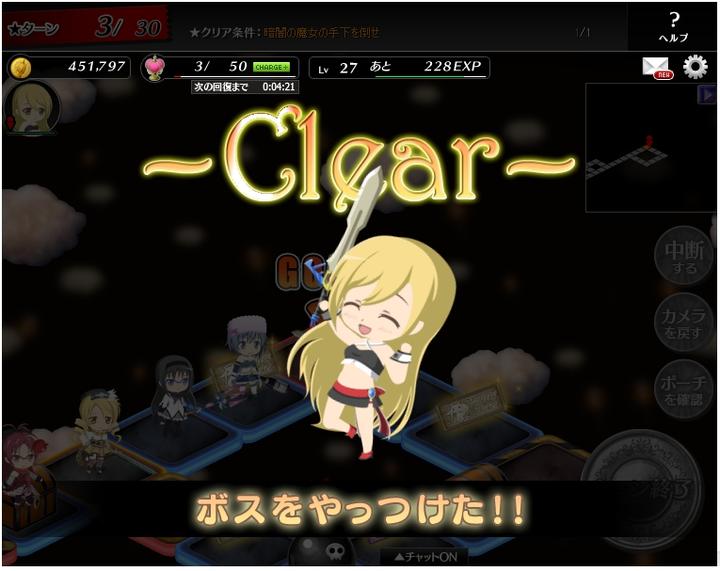 ★ターン 3/ 30
★クリア条件：暗闇の魔女の手下を倒せ 1/1
?
ヘルプ
451,797
3/ 50 CHARGE+
Lv 27 あと 228EXP
NEW
次の回復まで 0:04:21
~Clear~
中断
する
カメラ
を戻す
ポーチ
を確認
ン終了
ボスをやっつけた!!
▲チャットON